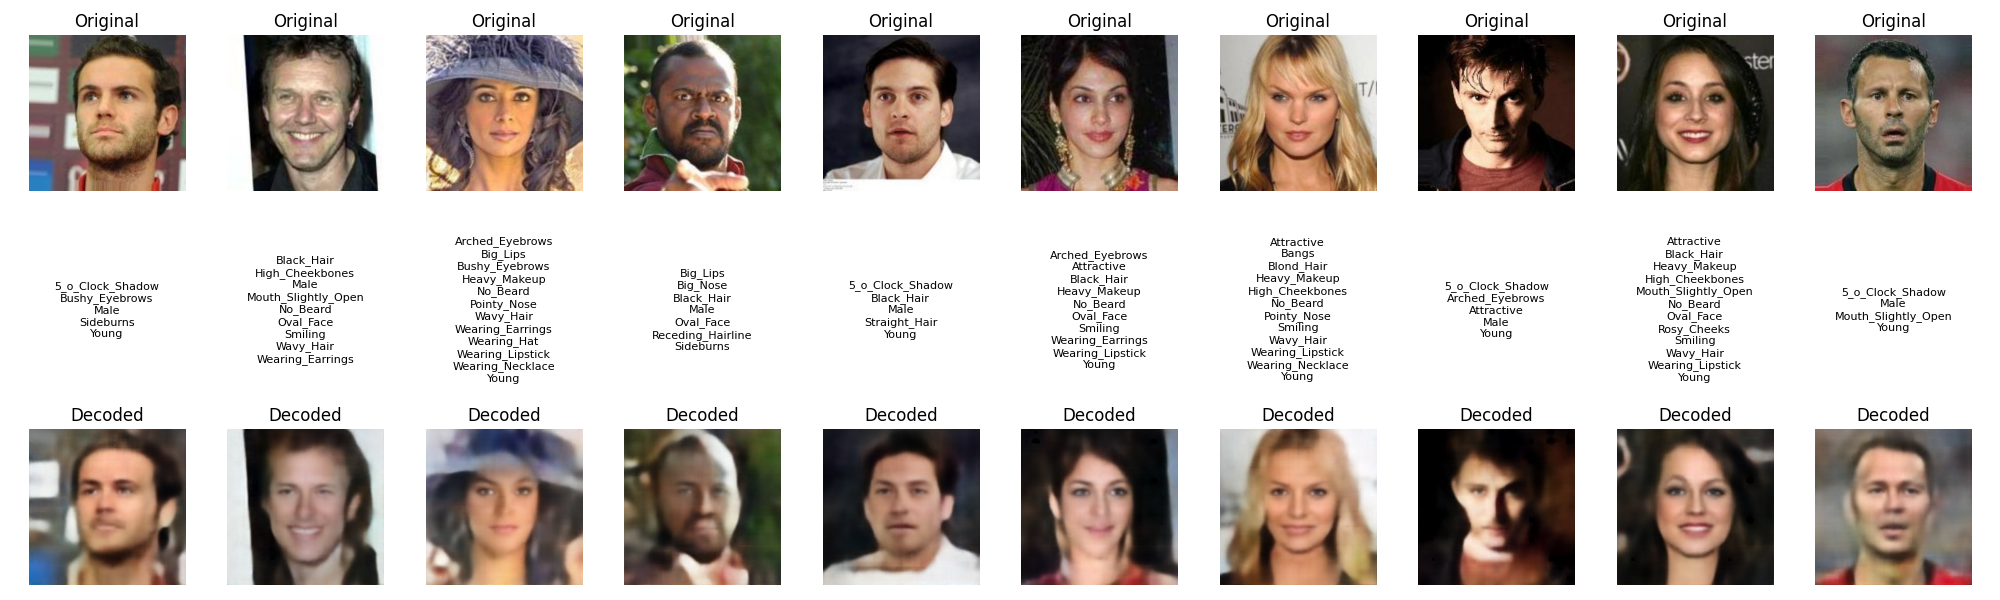 Original Original Original Original Original Original Original Original Original Original
5_o_Clock_Shadow
Bushy_Eyebrows
Male
Sideburns
Young
Black_Hair
High_Cheekbones
Male
Mouth_Slightly_Open
No_Beard
Oval_Face
Smiling
Wavy_Hair
Wearing_Earrings
Arched_Eyebrows
Big_Lips
Bushy_Eyebrows
Heavy_Makeup
No_Beard
Pointy_Nose
Wavy_Hair
Wearing_Earrings
Wearing_Hat
Wearing_Lipstick
Wearing_Necklace
Young
Big_Lips
Big_Nose
Black_Hair
Male
Oval_Face
Receding_Hairline
Sideburns
5_o_Clock_Shadow
Black_Hair
Male
Straight_Hair
Young
Arched_Eyebrows
Attractive
Black_Hair
Heavy_Makeup
No_Beard
Oval_Face
Smiling
Wearing_Earrings
Wearing_Lipstick
Young
Attractive
Bangs
Blond_Hair
Heavy_Makeup
High_Cheekbones
No_Beard
Pointy_Nose
Smiling
Wavy_Hair
Wearing_Lipstick
Wearing_Necklace
Young
5_o_Clock_Shadow
Arched_Eyebrows
Attractive
Male
Young
ster
Attractive
Black_Hair
Heavy_Makeup
High_Cheekbones
Mouth_Slightly_Open
No_Beard
Oval_Face
Rosy_Cheeks
Smiling
Wavy_Hair
Wearing_Lipstick
Young
5_o_Clock_Shadow
Male
Mouth_Slightly_Open
Young
Decoded Decoded Decoded Decoded Decoded Decoded Decoded Decoded Decoded Decoded